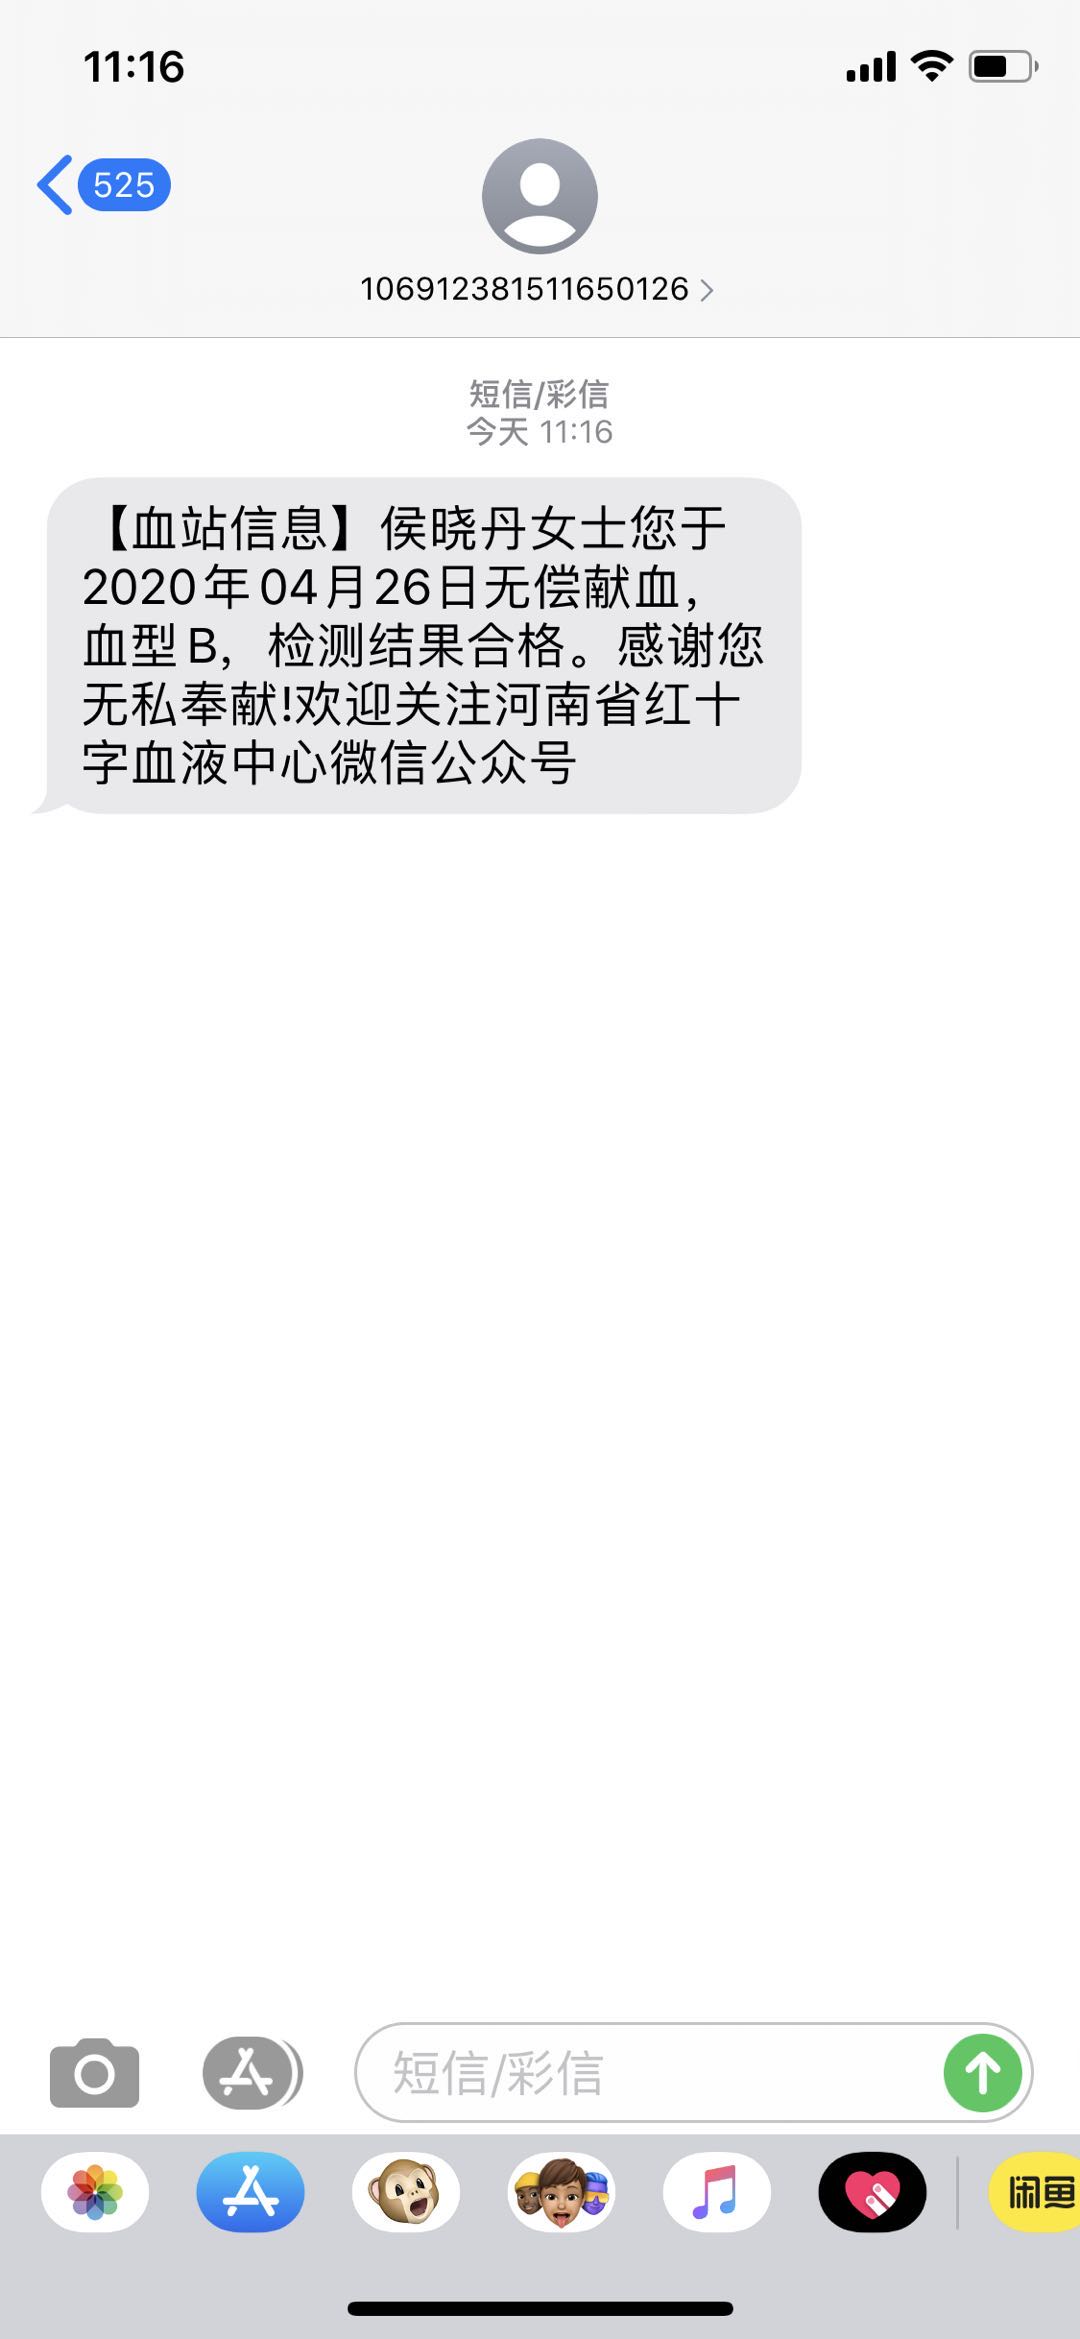 11:16
525
106912381511650126
短信/彩信
今天 11:16
【血站信息】侯晓丹女士您于
2020年04月26日无偿献血，
血型B，检测结果合格。感谢您
无私奉献!欢迎关注河南省红十
字血液中心微信公众号
短信/彩信
闲鱼